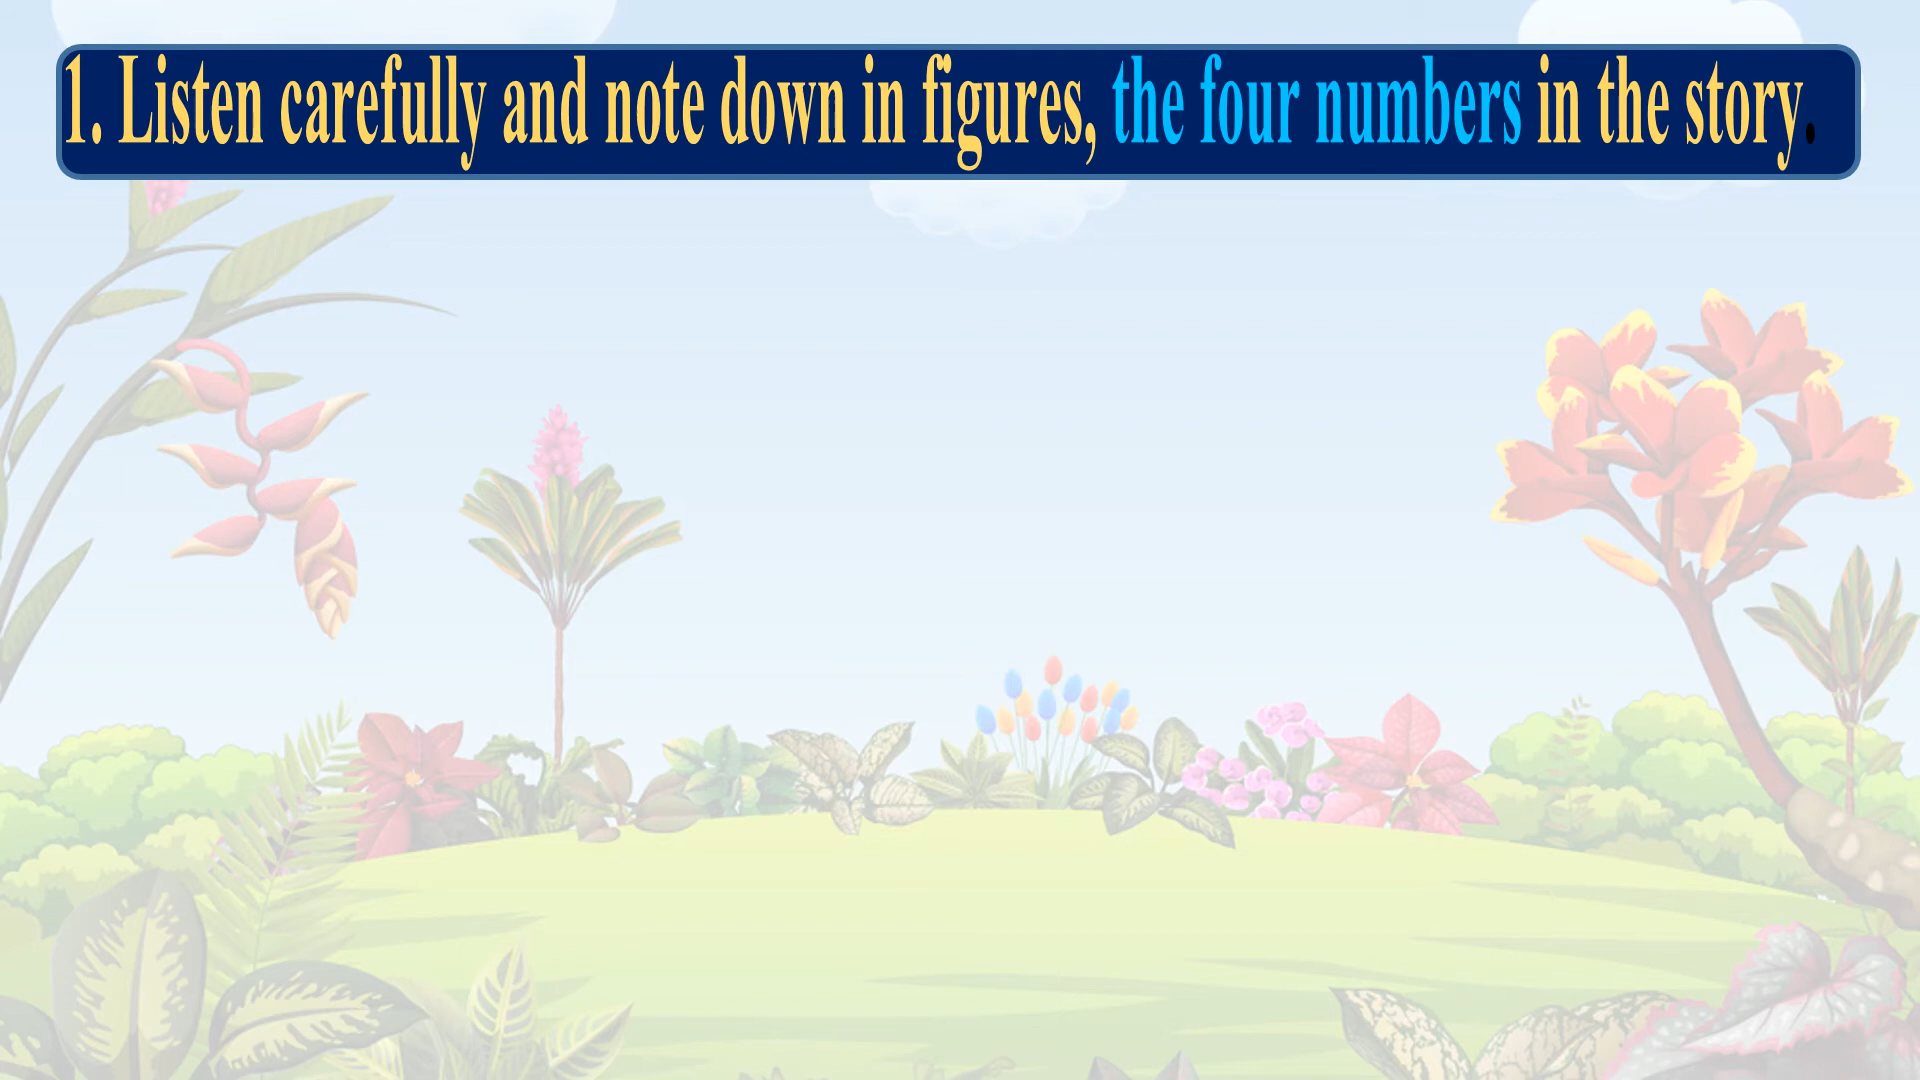 1. Listen carefully and note down in figures, the four numbers in the story.